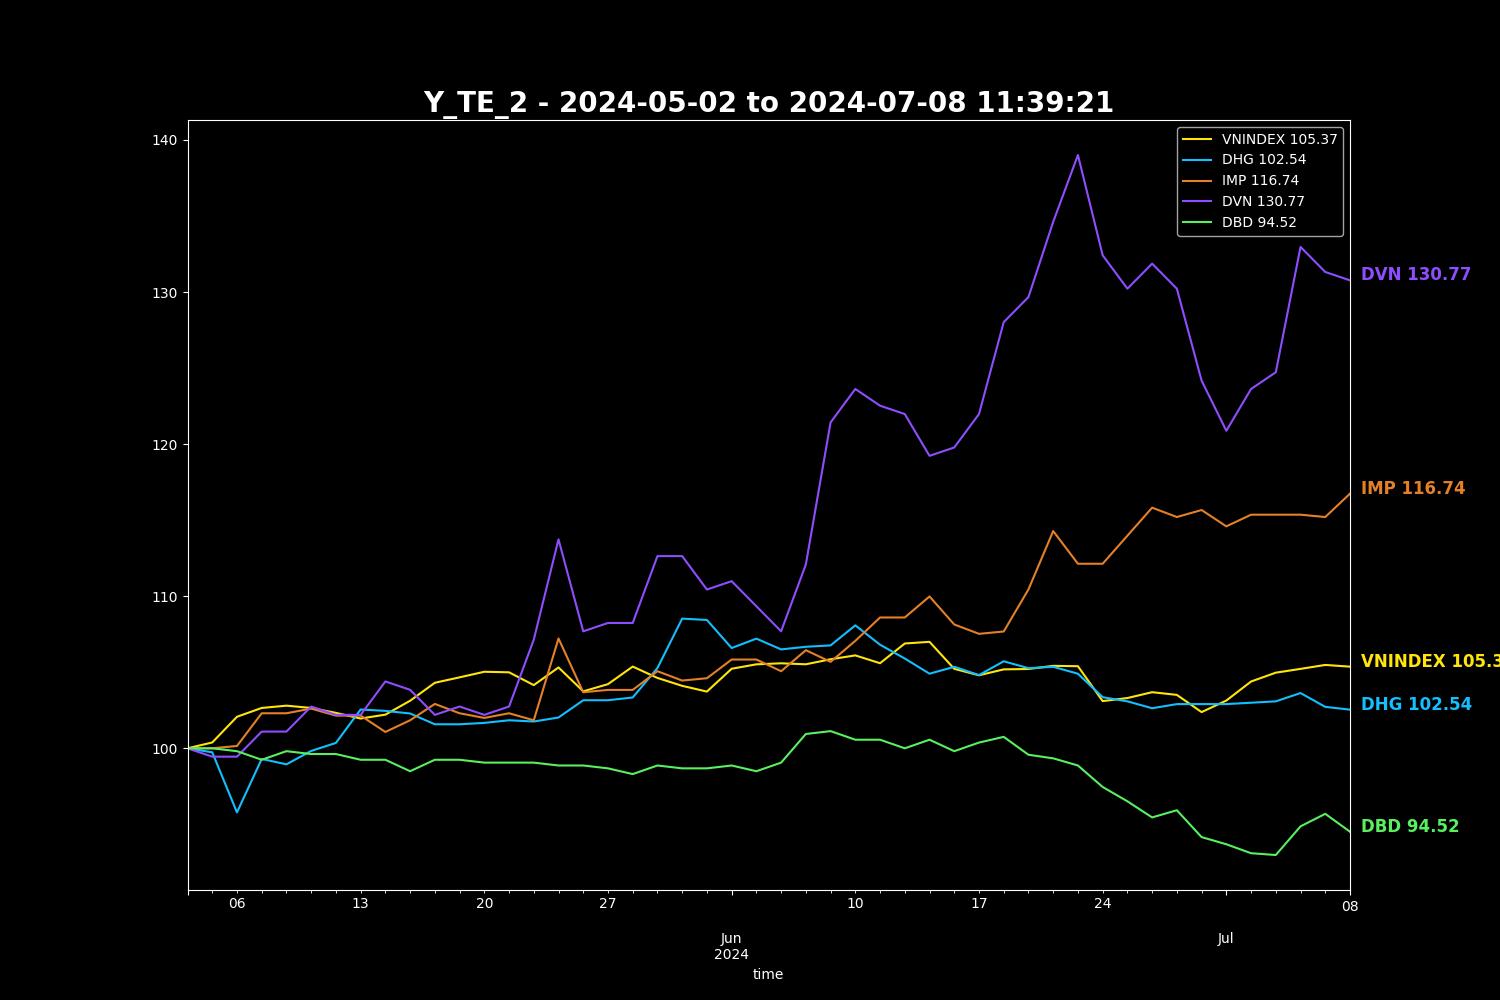 Y_TE_2 - 2024-05-02 to 2024-07-08 11:39:21
140
130
120
110
100
VNINDEX 105.37
DHG 102.54
IMP 116.74
DVN 130.77
DBD 94.52
DVN 130.77
IMP 116.74
VNINDEX 105.3
DHG 102.54
DBD 94.52
06 13 20 27 10 17 24 08
Jun Jul
2024
time